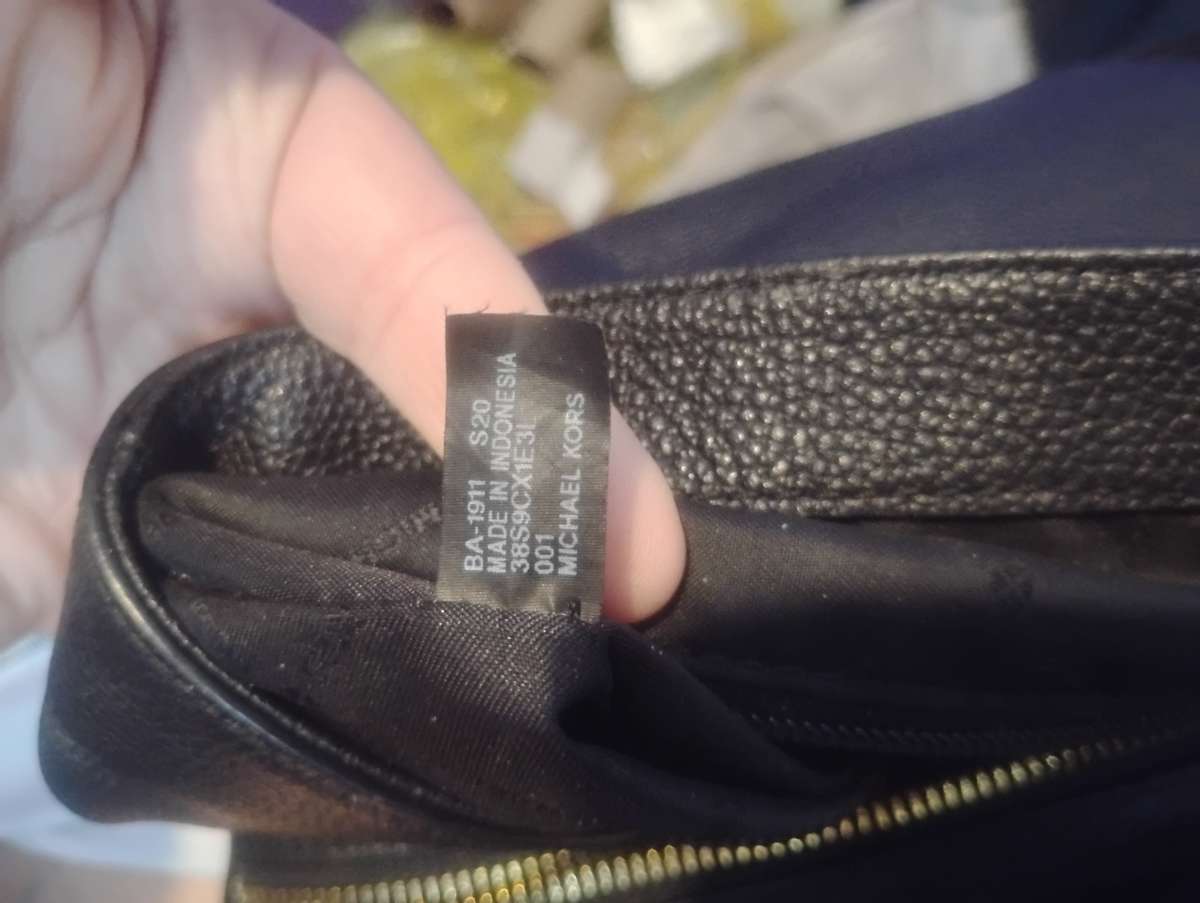 BA-1911 S20
MADE IN INDONESIA
38S9CX1E3L
001
MICHAEL KORS